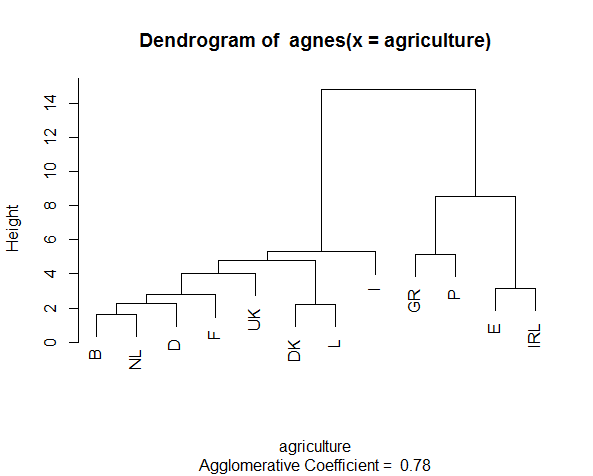 Dendrogram of agnes(x = agriculture)
Height
14
12
10
8
6
4
2
0
B
NL
D
F
UK
DK
L
I
GR
P
E
IRL
agriculture
Agglomerative Coefficient = 0.78